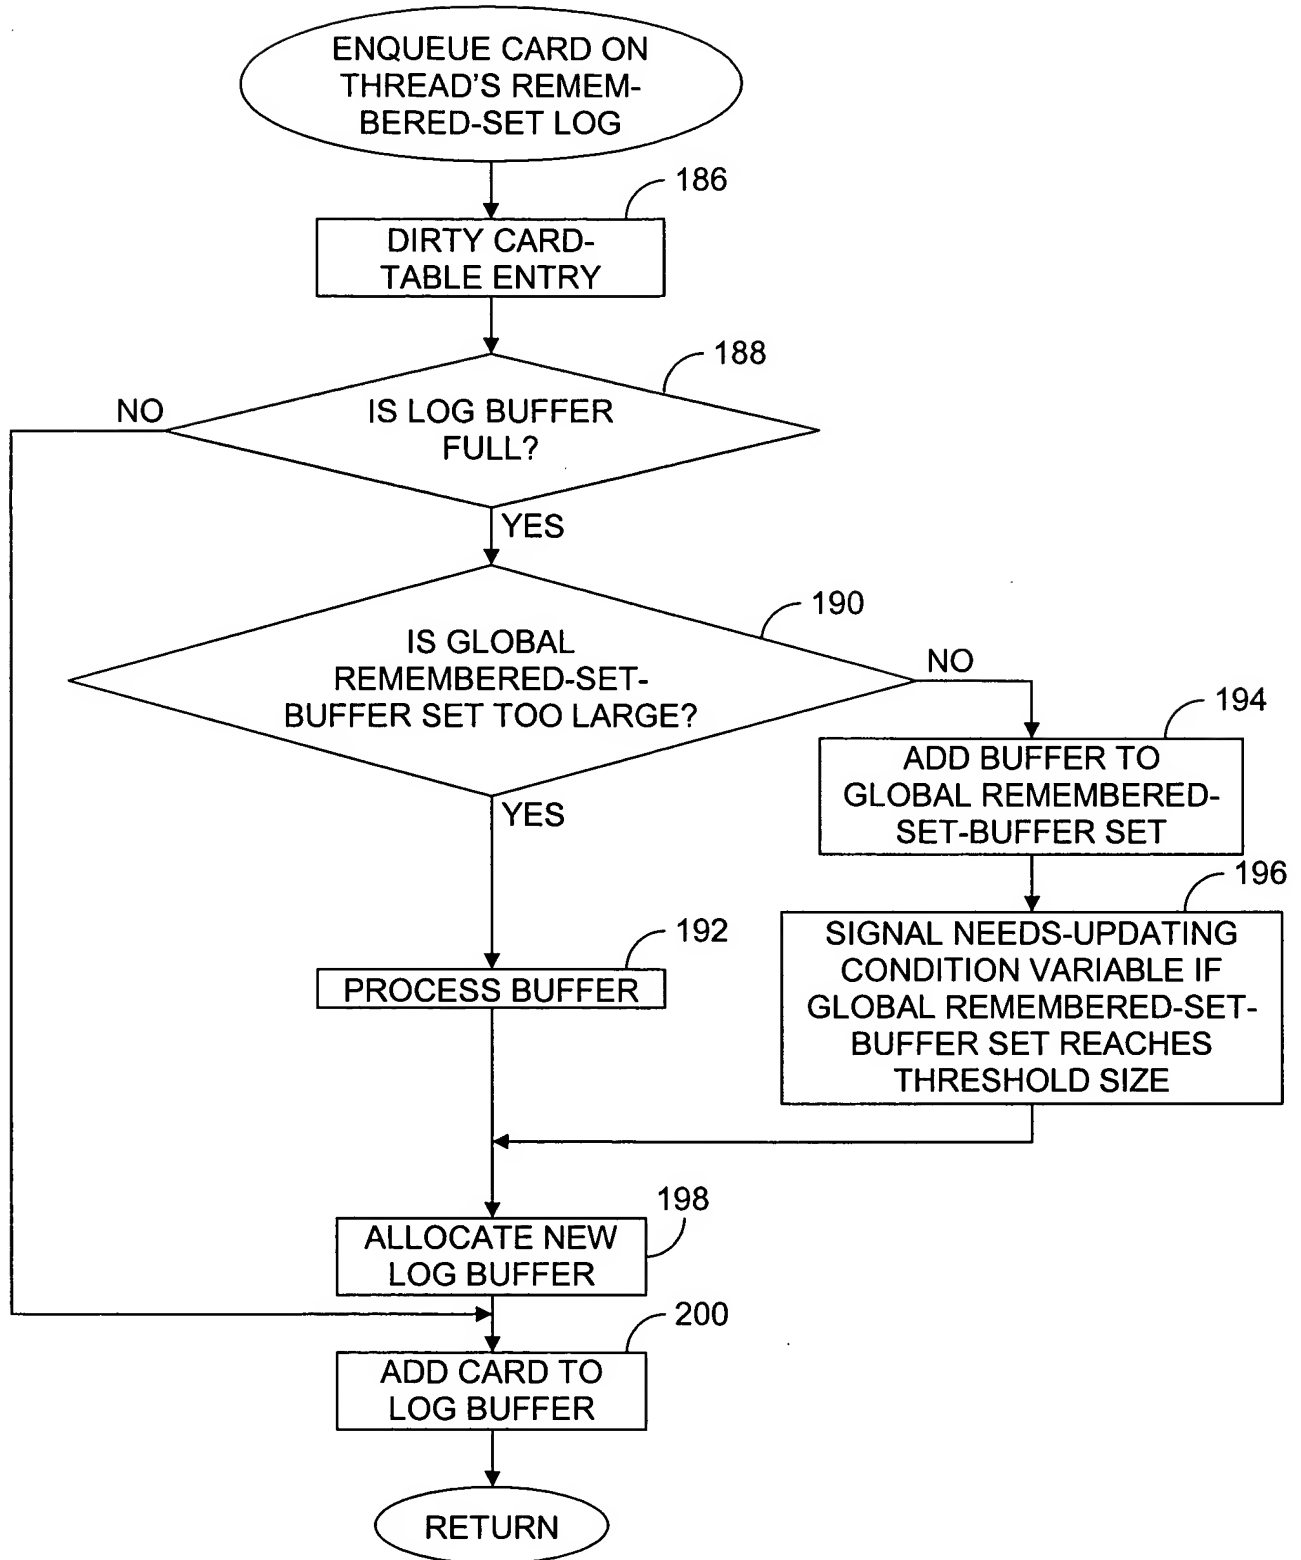 ENQUEUE CARD ON
THREAD'S REMEM-
BERED-SET LOG
186
DIRTY CARD-
TABLE ENTRY
188
NO
IS LOG BUFFER
FULL?
YES
190
IS GLOBAL
REMEMBERED-SET-
BUFFER SET TOO LARGE?
NO
194
ADD BUFFER TO
GLOBAL REMEMBERED-
SET-BUFFER SET
YES
196
SIGNAL NEEDS-UPDATING
CONDITION VARIABLE IF
GLOBAL REMEMBERED-SET-
BUFFER SET REACHES
THRESHOLD SIZE
192
PROCESS BUFFER
198
ALLOCATE NEW
LOG BUFFER
200
ADD CARD TO
LOG BUFFER
RETURN